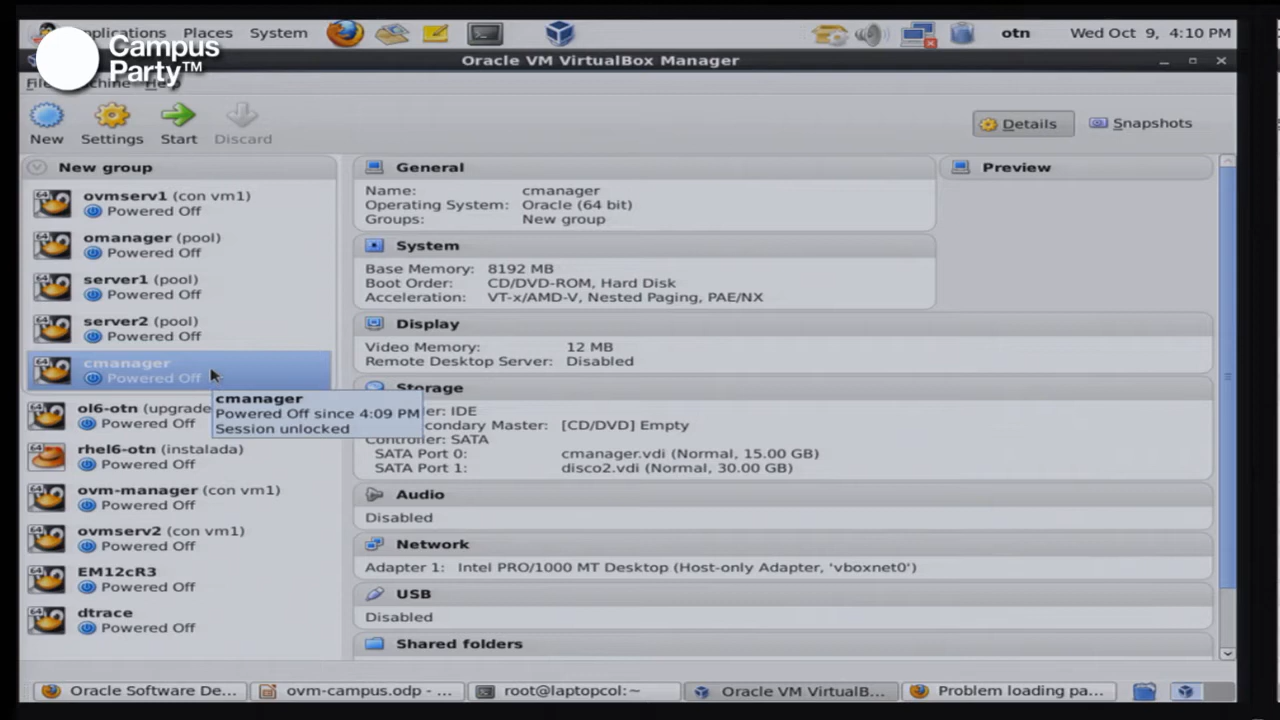 Applications Places System
otn
Wed Oct 9, 4:10 PM
Campus
Party™
Oracle VM VirtualBox Manager
File Machine Help
New
Settings
Start
Discard
Details
Snapshots
New group
ovmserv1 (con vm1)
Powered Off
omanager (pool)
Powered Off
server1 (pool)
Powered Off
server2 (pool)
Powered Off
cmanager
Powered Off
ol6-otn (upgrade
Powered Off
rhel6-otn (instalada)
Powered Off
ovm-manager (con vm1)
Powered Off
ovmserv2 (con vm1)
Powered Off
EM12cR3
Powered Off
dtrace
Powered Off
cmanager
Powered Off since 4:09 PM
Session unlocked
General
Name: cmanager
Operating System: Oracle (64 bit)
Groups: New group
Preview
System
Base Memory: 8192 MB
Boot Order: CD/DVD-ROM, Hard Disk
Acceleration: VT-x/AMD-V, Nested Paging, PAE/NX
Display
Video Memory: 12 MB
Remote Desktop Server: Disabled
Storage
ler: IDE
condary Master: [CD/DVD] Empty
Controller: SATA
SATA Port 0: cmanager.vdi (Normal, 15.00 GB)
SATA Port 1: disco2.vdi (Normal, 30.00 GB)
Audio
Disabled
Network
Adapter 1: Intel PRO/1000 MT Desktop (Host-only Adapter, 'vboxnet0')
USB
Disabled
Shared folders
Oracle Software De...
ovm-campus.odp - ...
root@laptopcol:~
Oracle VM VirtualB...
Problem loading pa...